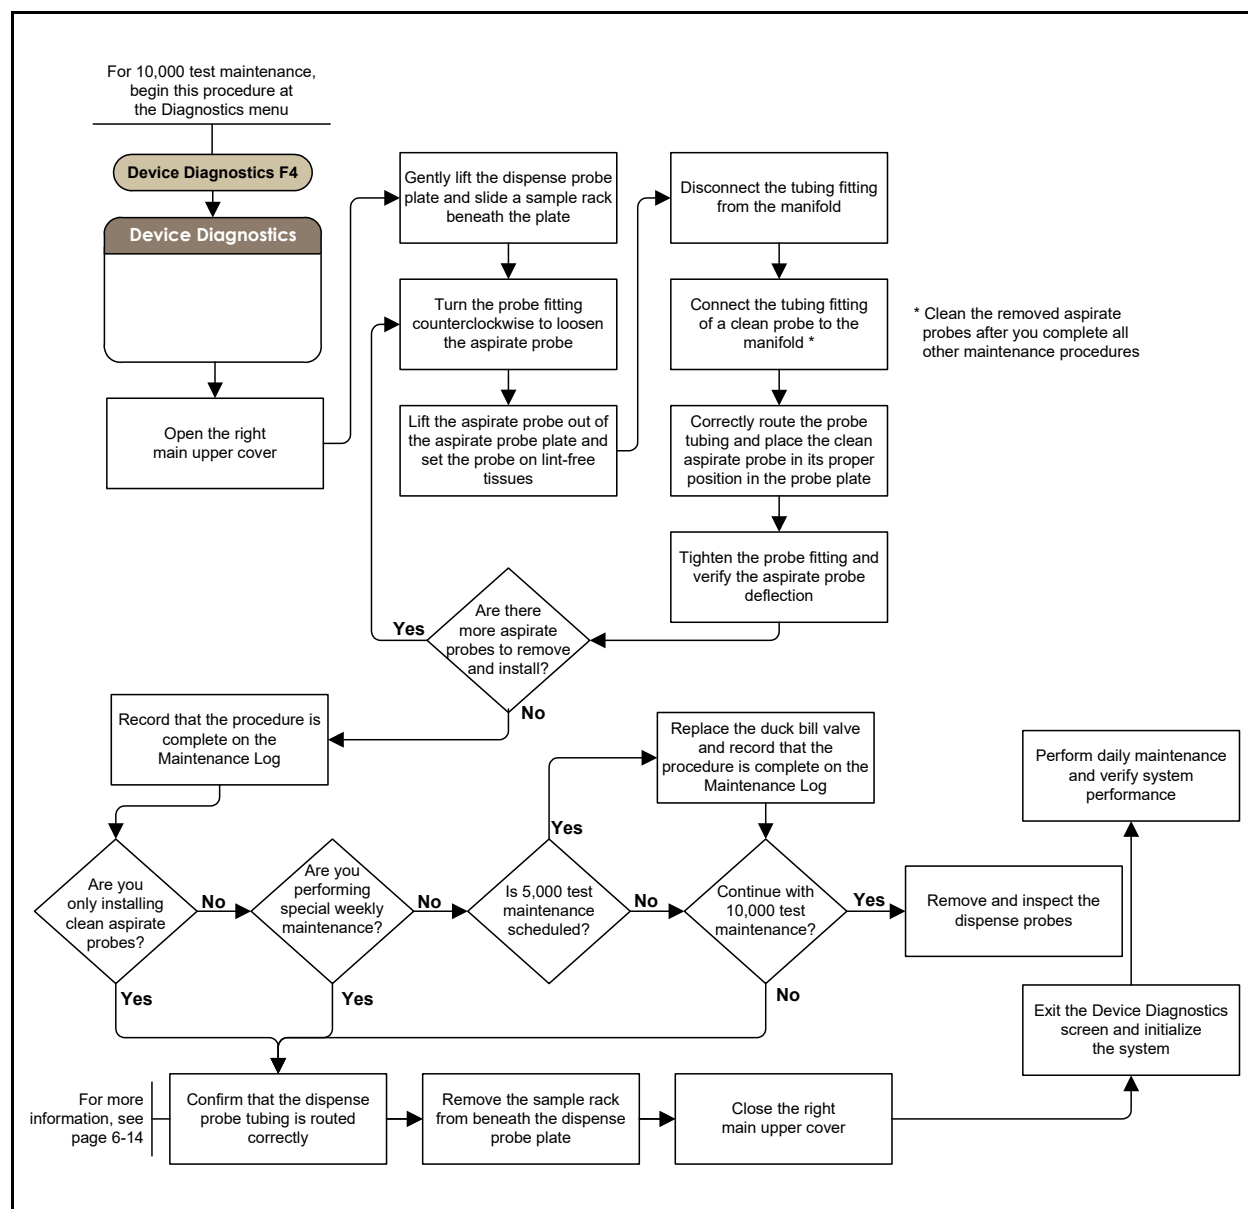 For 10,000 test maintenance,
begin this procedure at
the Diagnostics menu
Device Diagnostics F4
Device Diagnostics
Open the right
main upper cover
Gently lift the dispense probe
plate and slide a sample rack
beneath the plate
Turn the probe fitting
counterclockwise to loosen
the aspirate probe
Lift the aspirate probe out of
the aspirate probe plate and
set the probe on lint-free
tissues
Disconnect the tubing fitting
from the manifold
Connect the tubing fitting
of a clean probe to the
manifold *
* Clean the removed aspirate
probes after you complete all
other maintenance procedures
Correctly route the probe
tubing and place the clean
aspirate probe in its proper
position in the probe plate
Tighten the probe fitting and
verify the aspirate probe
deflection
Are there
more aspirate
probes to remove
and install?
Yes
No
Record that the procedure is
complete on the
Maintenance Log
Are you
only installing
clean aspirate
probes?
No
Yes
Are you
performing
special weekly
maintenance?
No
Yes
Is 5,000 test
maintenance
scheduled?
Yes
No
Replace the duck bill valve
and record that the
procedure is complete on the
Maintenance Log
Continue with
10,000 test
maintenance?
Yes
No
Remove and inspect the
dispense probes
For more
information, see
page 6-14
Confirm that the dispense
probe tubing is routed
correctly
Remove the sample rack
from beneath the dispense
probe plate
Close the right
main upper cover
Exit the Device Diagnostics
screen and initialize
the system
Perform daily maintenance
and verify system
performance